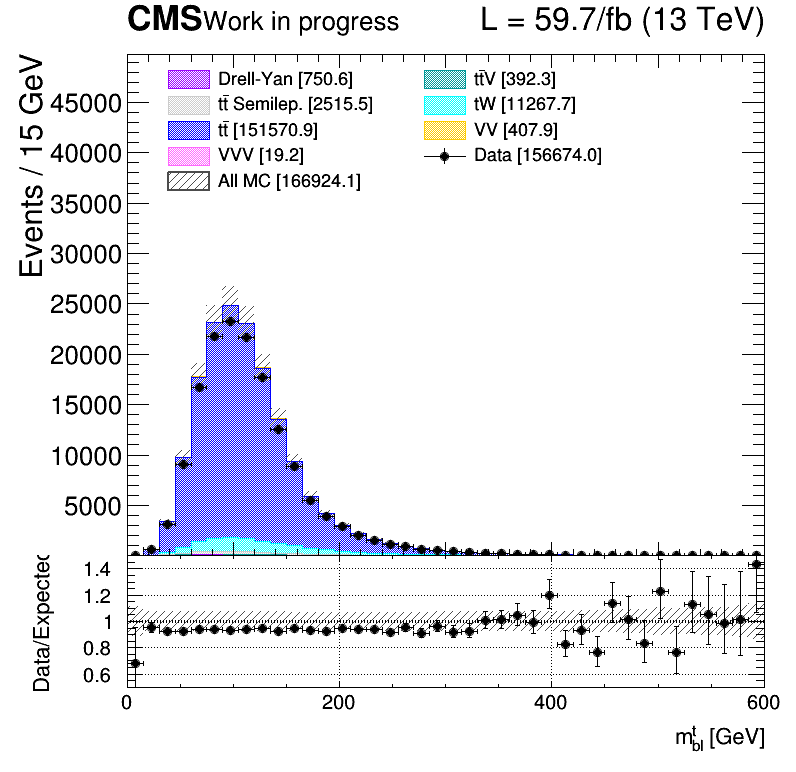 CMS Work in progress L = 59.7/fb (13 TeV)
Events / 15 GeV
Drell-Yan [750.6]
tt̄ Semilep. [2515.5]
tt̄ [151570.9]
VVV [19.2]
All MC [166924.1]
tt̄V [392.3]
tW [11267.7]
VV [407.9]
Data [156674.0]
45000
40000
35000
30000
25000
20000
15000
10000
5000
Data/Expected
1.4
1.2
1
0.8
0.6
0 200 400 600
m^t_bl [GeV]